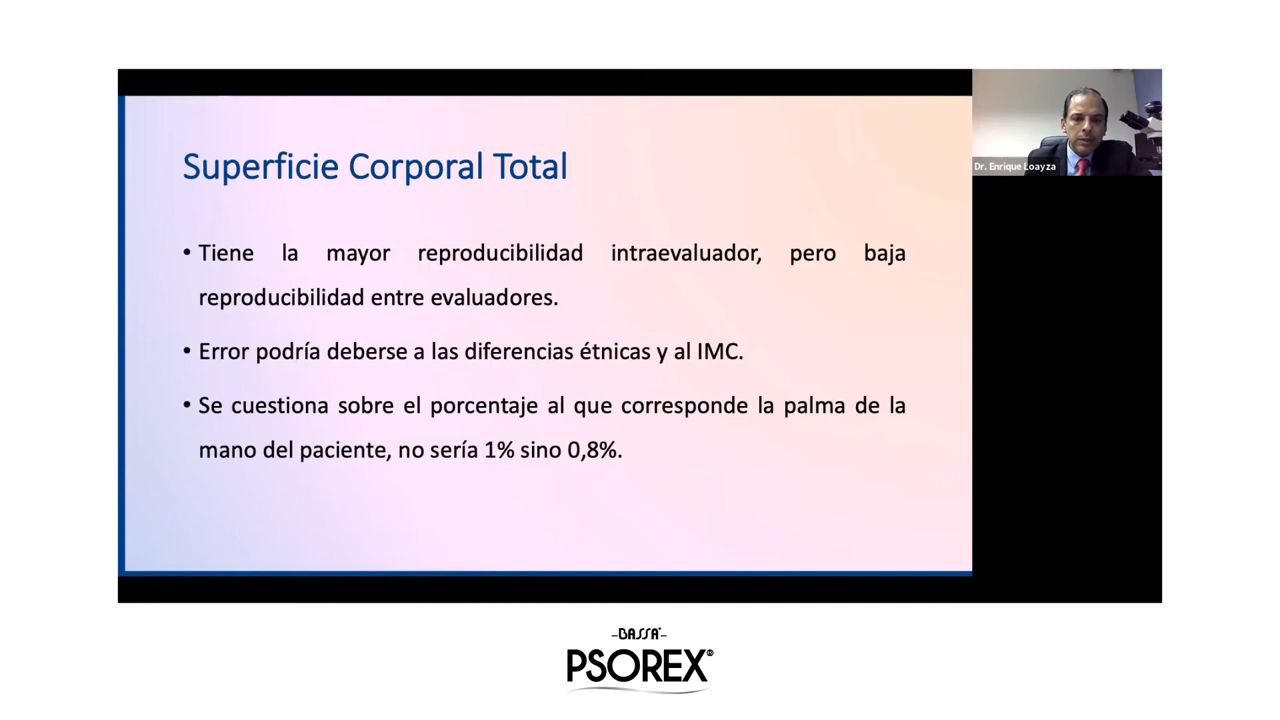 Superficie Corporal Total
• Tiene la mayor reproducibilidad intraevaluador, pero baja
reproducibilidad entre evaluadores.
• Error podría deberse a las diferencias étnicas y al IMC.
• Se cuestiona sobre el porcentaje al que corresponde la palma de la
mano del paciente, no sería 1% sino 0,8%.
Dr. Enrique Loayza
-BASSA-
PSOREX®